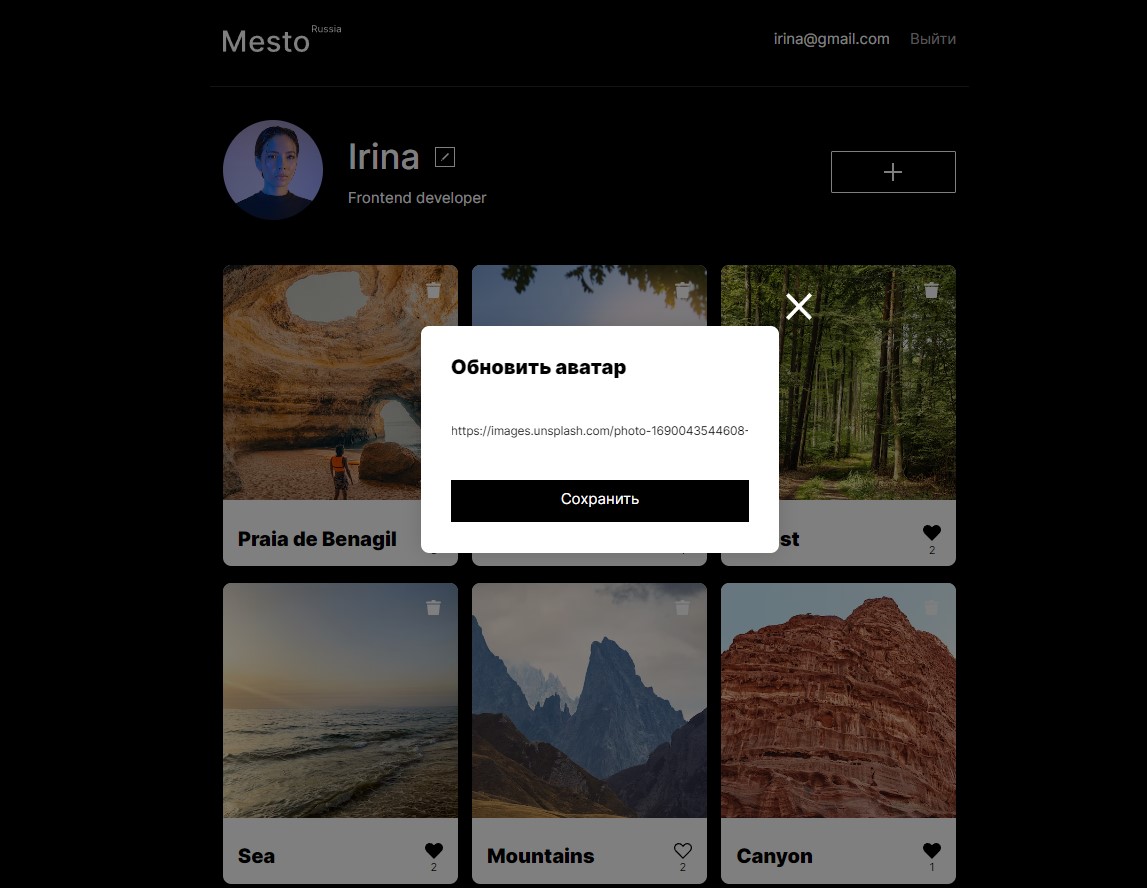 Mesto Russia
irina@gmail.com Выйти
Irina
Frontend developer
Обновить аватар
https://images.unsplash.com/photo-1690043544608-
Сохранить
Praia de Benagil
st
2
Sea
2
Mountains
2
Canyon
1